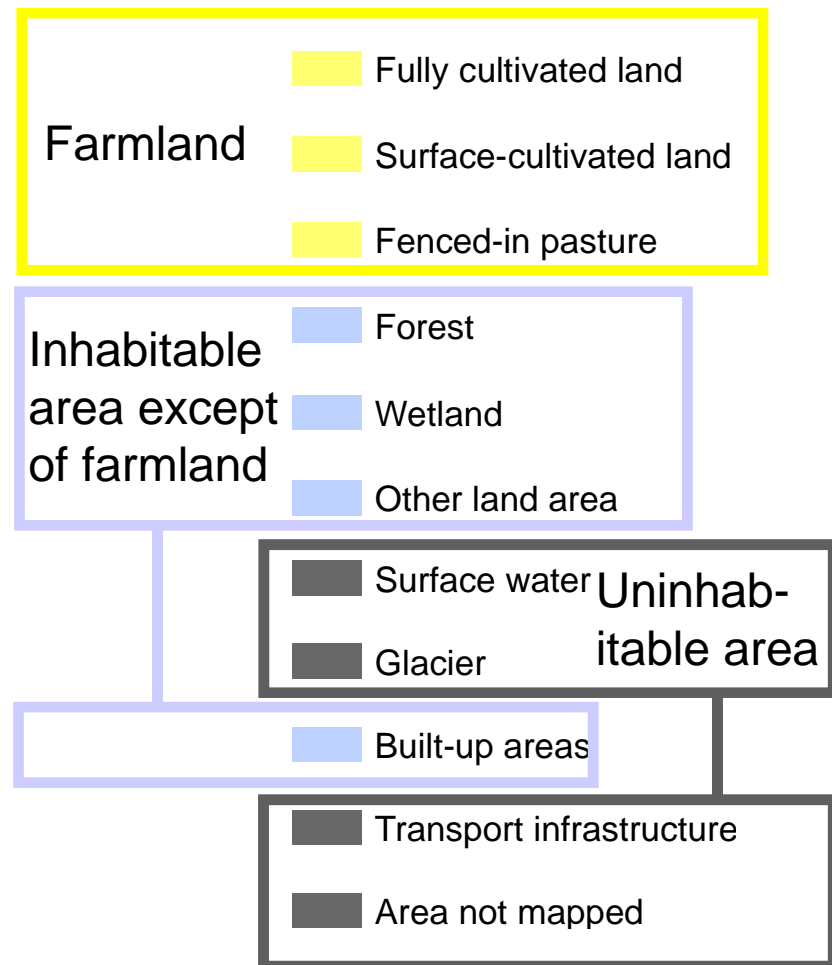 Farmland
Fully cultivated land
Surface-cultivated land
Fenced-in pasture
Inhabitable
area except
of farmland
Forest
Wetland
Other land area
Surface water
Glacier
Uninhab-
itable area
Built-up areas
Transport infrastructure
Area not mapped